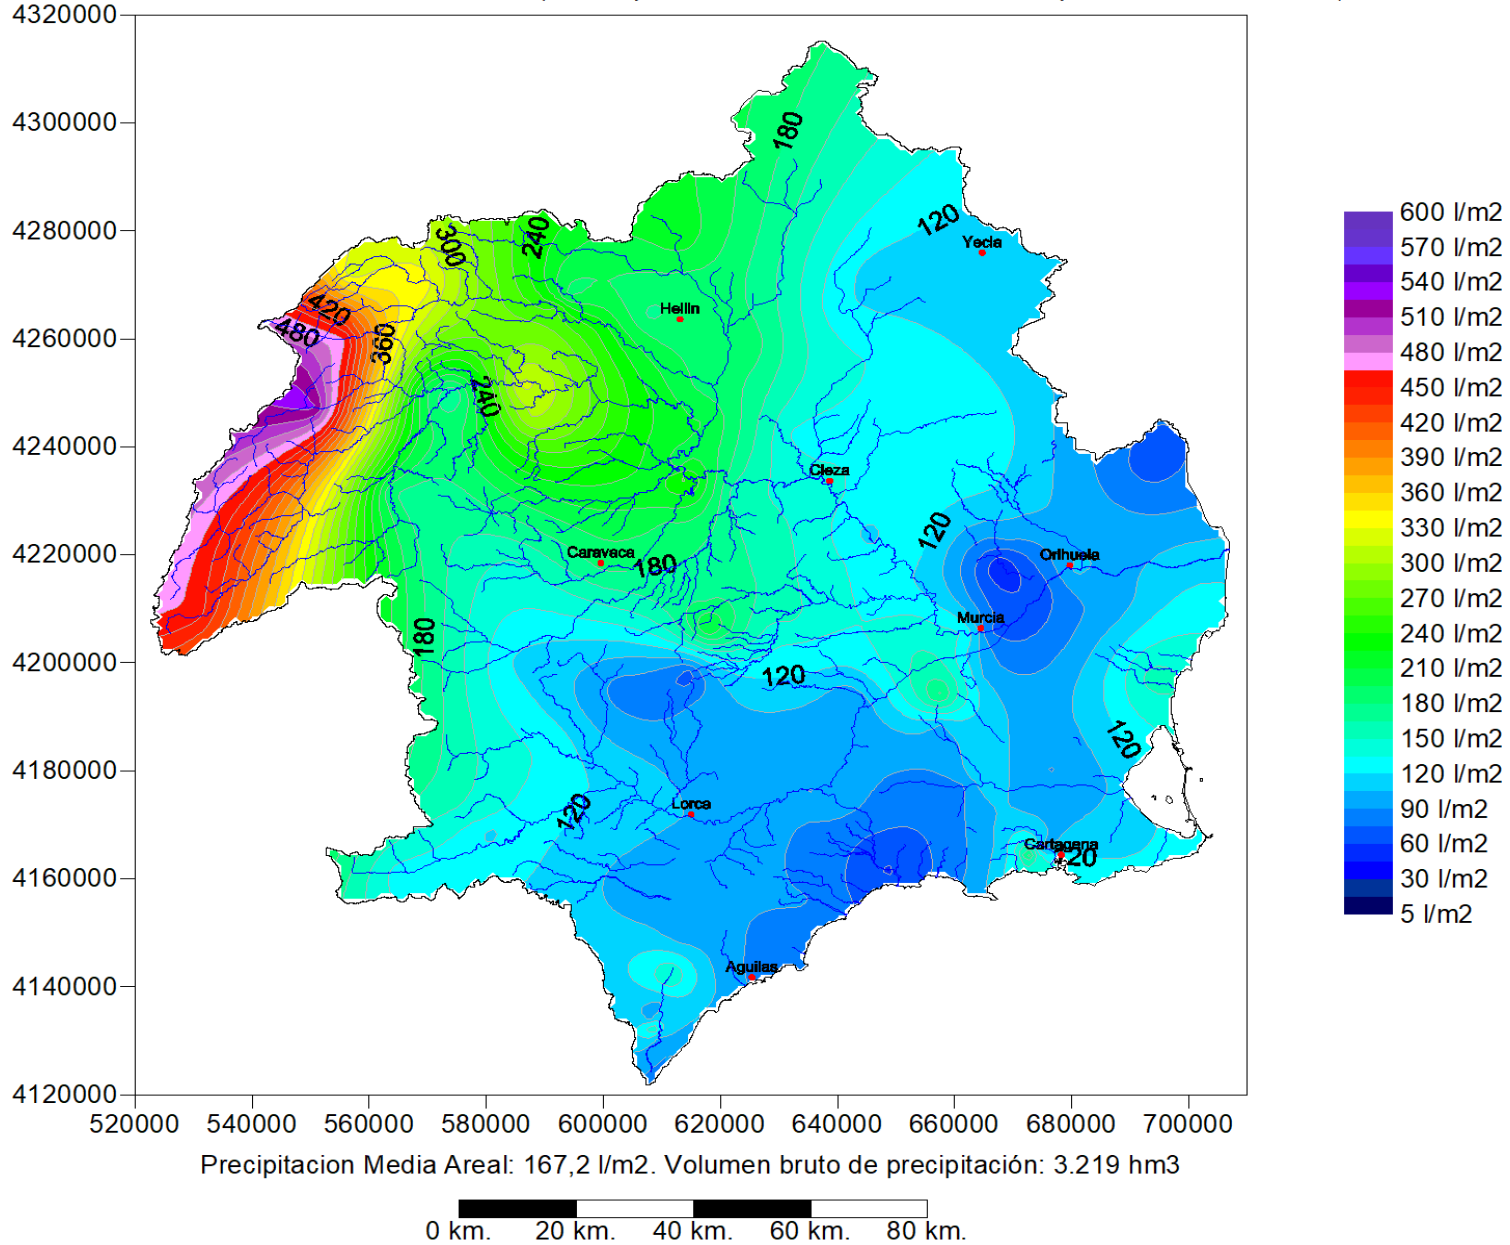 4320000
4300000
4280000
4260000
4240000
4220000
4200000
4180000
4160000
4140000
4120000
520000 540000 560000 580000 600000 620000 640000 660000 680000 700000
180
120
Yecla
240
300
Hellin
420
480
360
240
Cieza
120
Orihuela
Caravaca
180
Murcia
180
120
120
Lorca
120
Cartagena
20
Aguilas
600 l/m2
570 l/m2
540 l/m2
510 l/m2
480 l/m2
450 l/m2
420 l/m2
390 l/m2
360 l/m2
330 l/m2
300 l/m2
270 l/m2
240 l/m2
210 l/m2
180 l/m2
150 l/m2
120 l/m2
90 l/m2
60 l/m2
30 l/m2
5 l/m2
Precipitacion Media Areal: 167,2 l/m2. Volumen bruto de precipitación: 3.219 hm3
0 km. 20 km. 40 km. 60 km. 80 km.